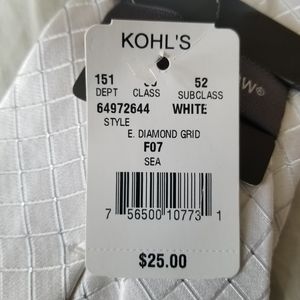 KOHL'S
151 52
DEPT CLASS SUBCLASS
64972644 WHITE
STYLE
E. DIAMOND GRID
F07
SEA
7 56500 10773 1
$25.00